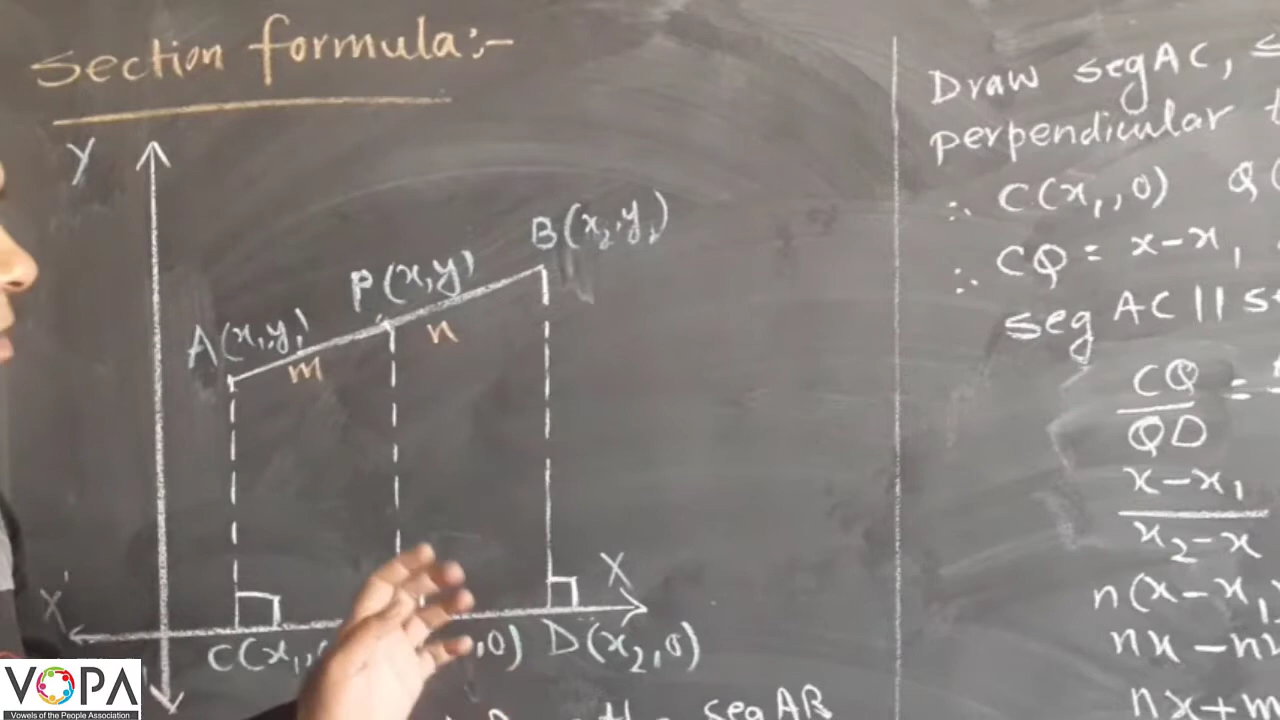 section formula:-
Y
B(x₂,y₂)
P(x,y)
A(x₁,y₁)
m
n
X
X'
C(x₁,
,0)
D(x₂,0)
seg AB
Draw seg AC,
perpendicular
∴ C(x₁,0) Q(
∴ CQ = x-x₁
seg AC ||
CQ/QD =
x-x₁/x₂-x
n(x-x₁)
nx-n
nx+m
VOPA
Vowels of the People Association